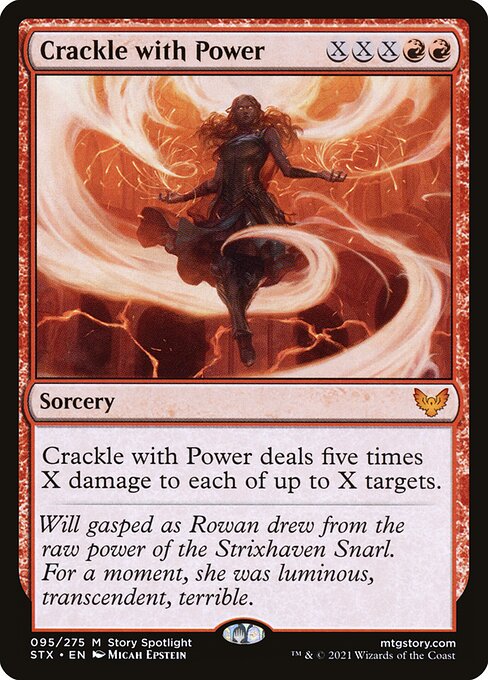 Crackle with Power XXX
Sorcery
Crackle with Power deals five times
X damage to each of up to X targets.
Will gasped as Rowan drew from the
raw power of the Strixhaven Snarl.
For a moment, she was luminous,
transcendent, terrible.
095/275 M Story Spotlight
STX • EN Micah Epstein
mtgstory.com
™ & © 2021 Wizards of the Coast